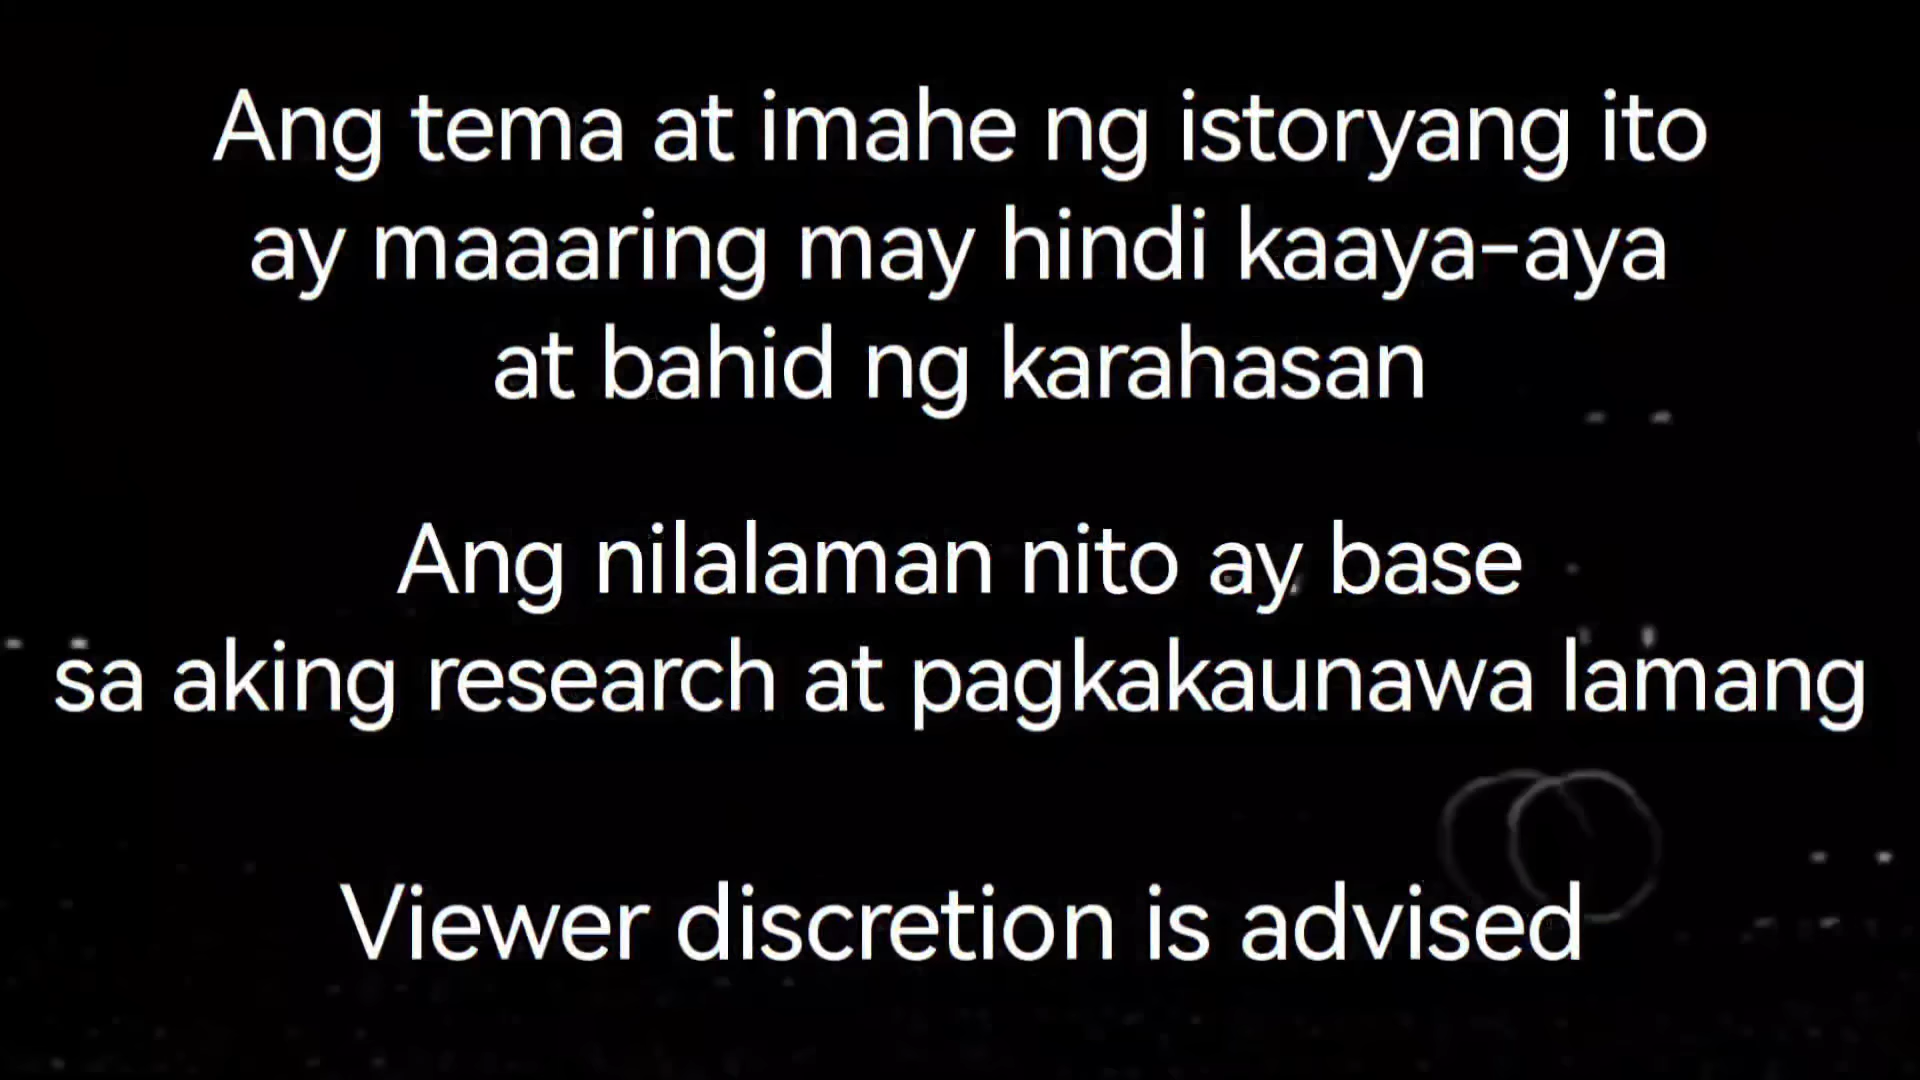 Ang tema at imahe ng istoryang ito
ay maaaring may hindi kaaya-aya
at bahid ng karahasan
Ang nilalaman nito ay base
sa aking research at pagkakaunawa lamang
Viewer discretion is advised